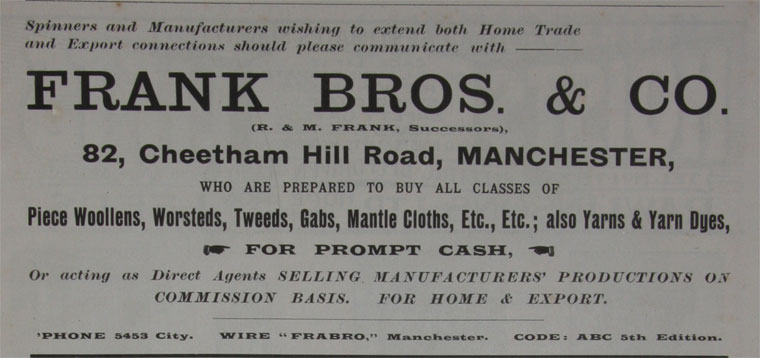 Spinners and Manufacturers wishing to extend both Home Trade
and Export connections should please communicate with
FRANK BROS. & CO.
(R. & M. FRANK, Successors),
82, Cheetham Hill Road, MANCHESTER,
WHO ARE PREPARED TO BUY ALL CLASSES OF
Piece Woollens, Worsteds, Tweeds, Gabs, Mantle Cloths, Etc., Etc.; also Yarns & Yarn Dyes,
FOR PROMPT CASH,
Or acting as Direct Agents SELLING MANUFACTURERS' PRODUCTIONS ON
COMMISSION BASIS. FOR HOME & EXPORT.
'PHONE 5453 City. WIRE "FRABRO," Manchester. CODE: ABC 5th Edition.